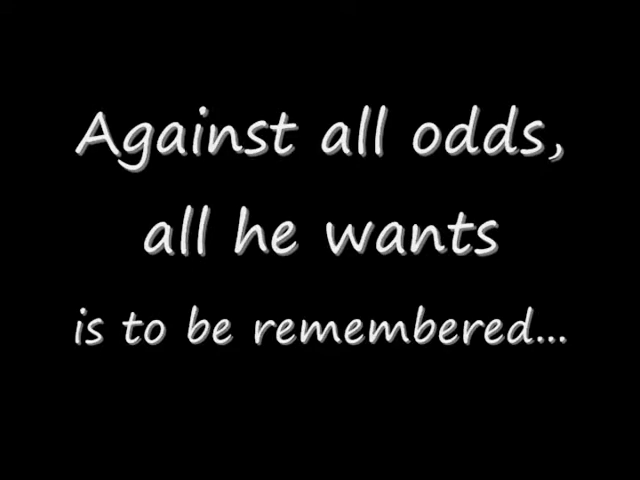 Against all odds,
all he wants
is to be remembered...